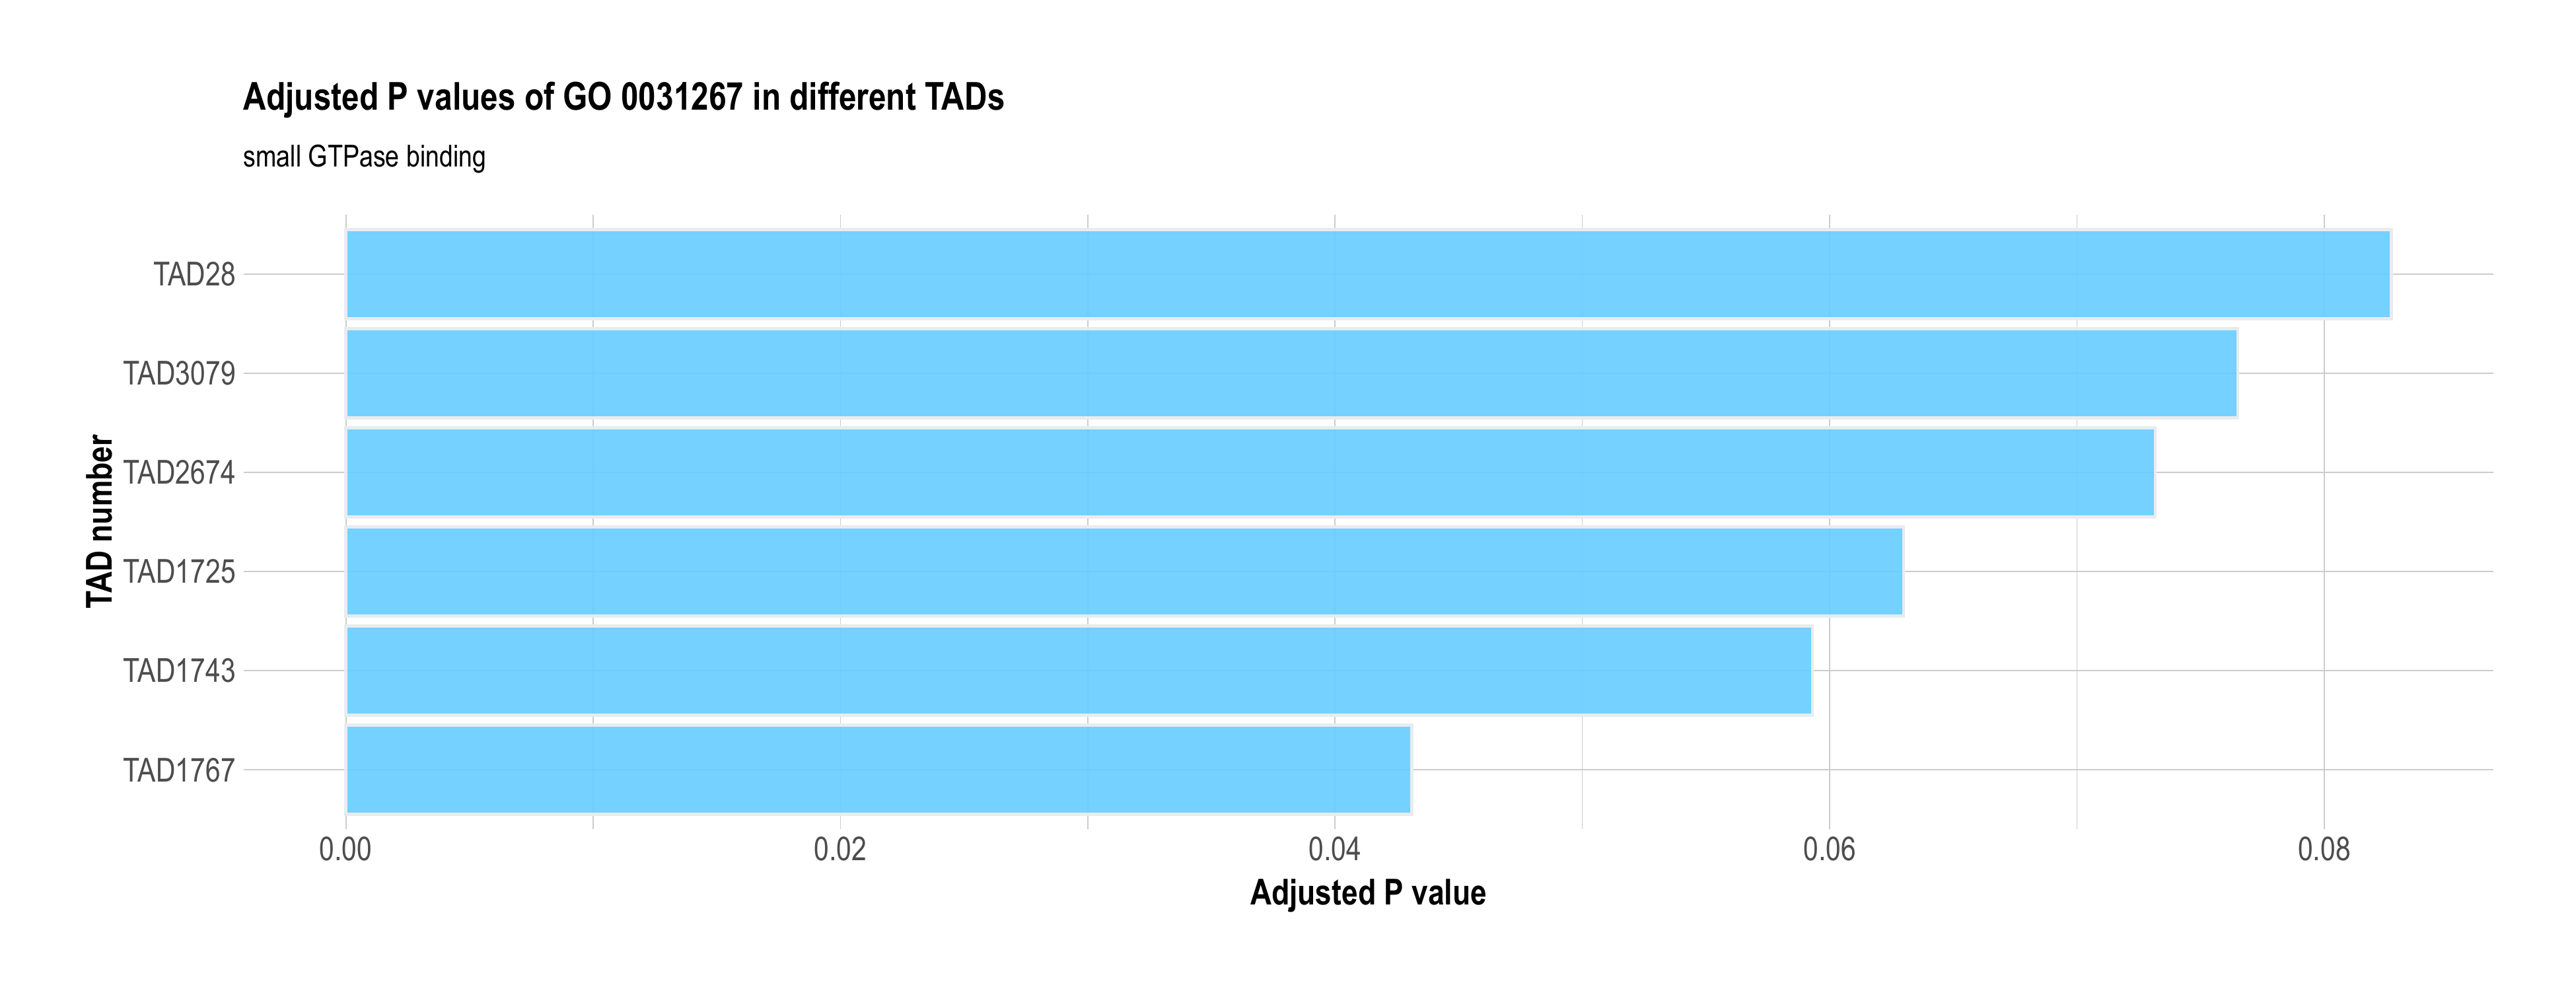 Adjusted P values of GO 0031267 in different TADs
small GTPase binding
TAD number
TAD28
TAD3079
TAD2674
TAD1725
TAD1743
TAD1767
0.00 0.02 0.04 0.06 0.08
Adjusted P value